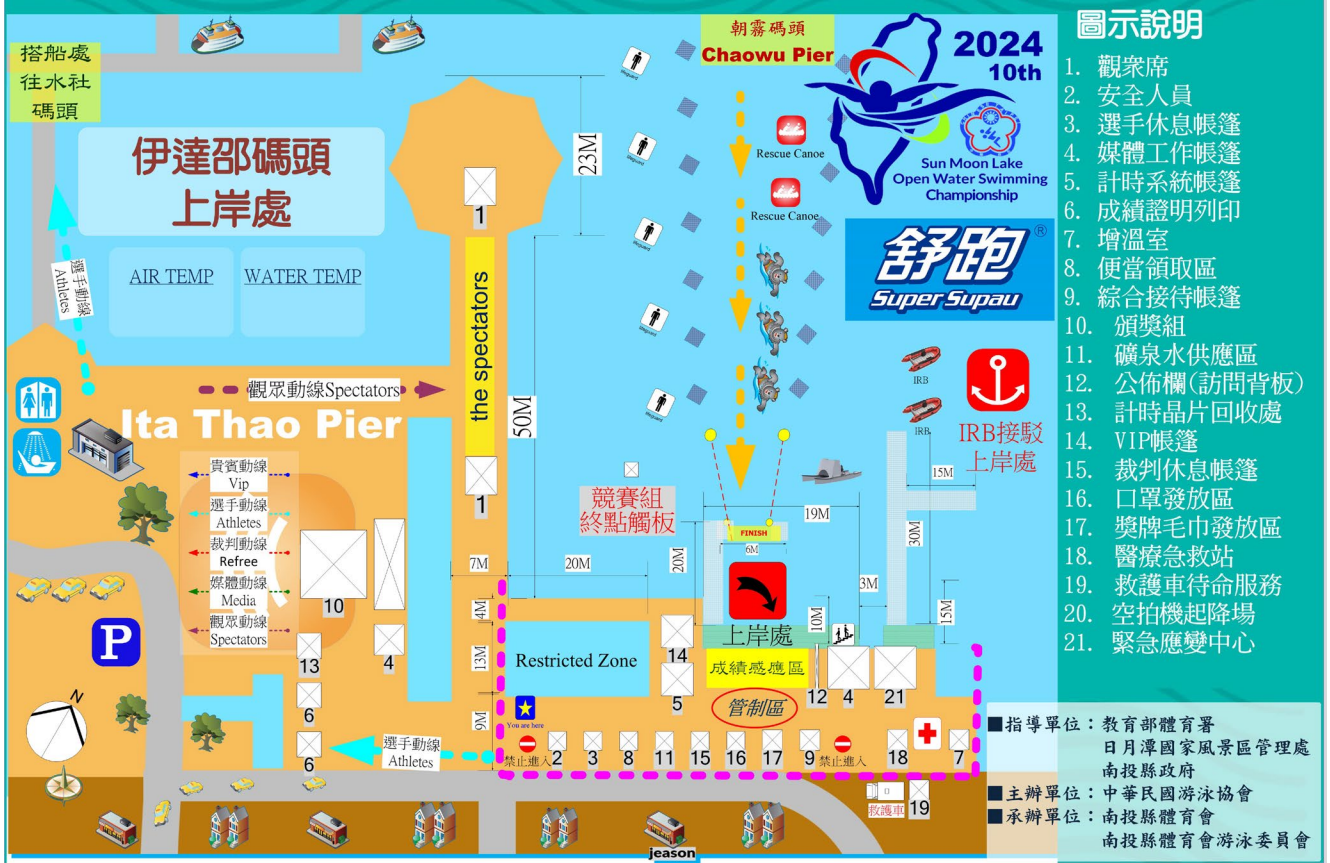 搭船處
往水社
碼頭
朝霧碼頭
Chaowu Pier
2024
10th
Sun Moon Lake
Open Water Swimming
Championship
舒跑®
Super Supau
伊達邵碼頭
上岸處
AIR TEMP
WATER TEMP
選手動線
Athletes
23M
Rescue Canoe
Rescue Canoe
lifeguard
lifeguard
lifeguard
lifeguard
lifeguard
1
the spectators
50M
1
觀眾動線Spectators
Ita Thao Pier
貴賓動線
Vip
選手動線
Athletes
裁判動線
Refree
媒體動線
Media
觀眾動線
Spectators
10
4
13
6
6
P
N
競賽組
終點觸板
IRB
IRB
IRB接駁
上岸處
15M
19M
FINISH
6M
20M
30M
3M
15M
10M
7M
20M
4M
13M
9M
Restricted Zone
14
5
上岸處
成績感應區
管制區
12
4
21
You are here
禁止進入
2
3
8
11
15
16
17
9
禁止進入
18
7
選手動線
Athletes
救護車
19
jeason
圖示說明
1. 觀眾席
2. 安全人員
3. 選手休息帳篷
4. 媒體工作帳篷
5. 計時系統帳篷
6. 成績證明列印
7. 增溫室
8. 便當領取區
9. 綜合接待帳篷
10. 頒獎組
11. 礦泉水供應區
12. 公佈欄(訪問背板)
13. 計時晶片回收處
14. VIP帳篷
15. 裁判休息帳篷
16. 口罩發放區
17. 獎牌毛巾發放區
18. 醫療急救站
19. 救護車待命服務
20. 空拍機起降場
21. 緊急應變中心
■指導單位：教育部體育署
日月潭國家風景區管理處
南投縣政府
■主辦單位：中華民國游泳協會
■承辦單位：南投縣體育會
南投縣體育會游泳委員會